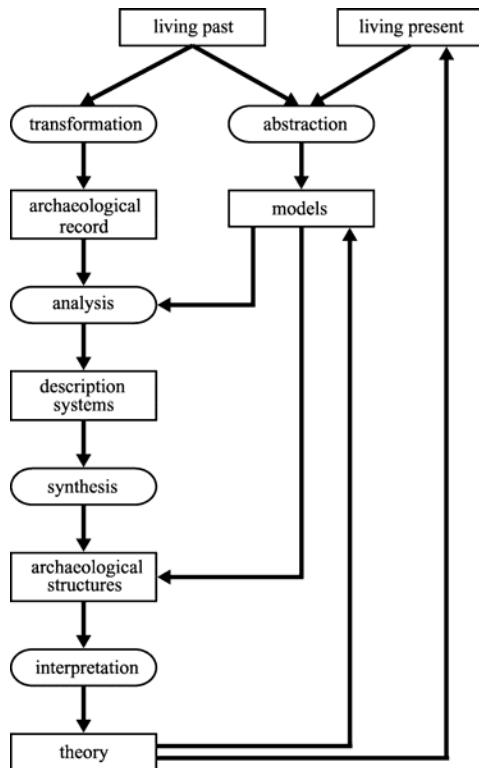 living past
living present
transformation
abstraction
archaeological
record
models
analysis
description
systems
synthesis
archaeological
structures
interpretation
theory